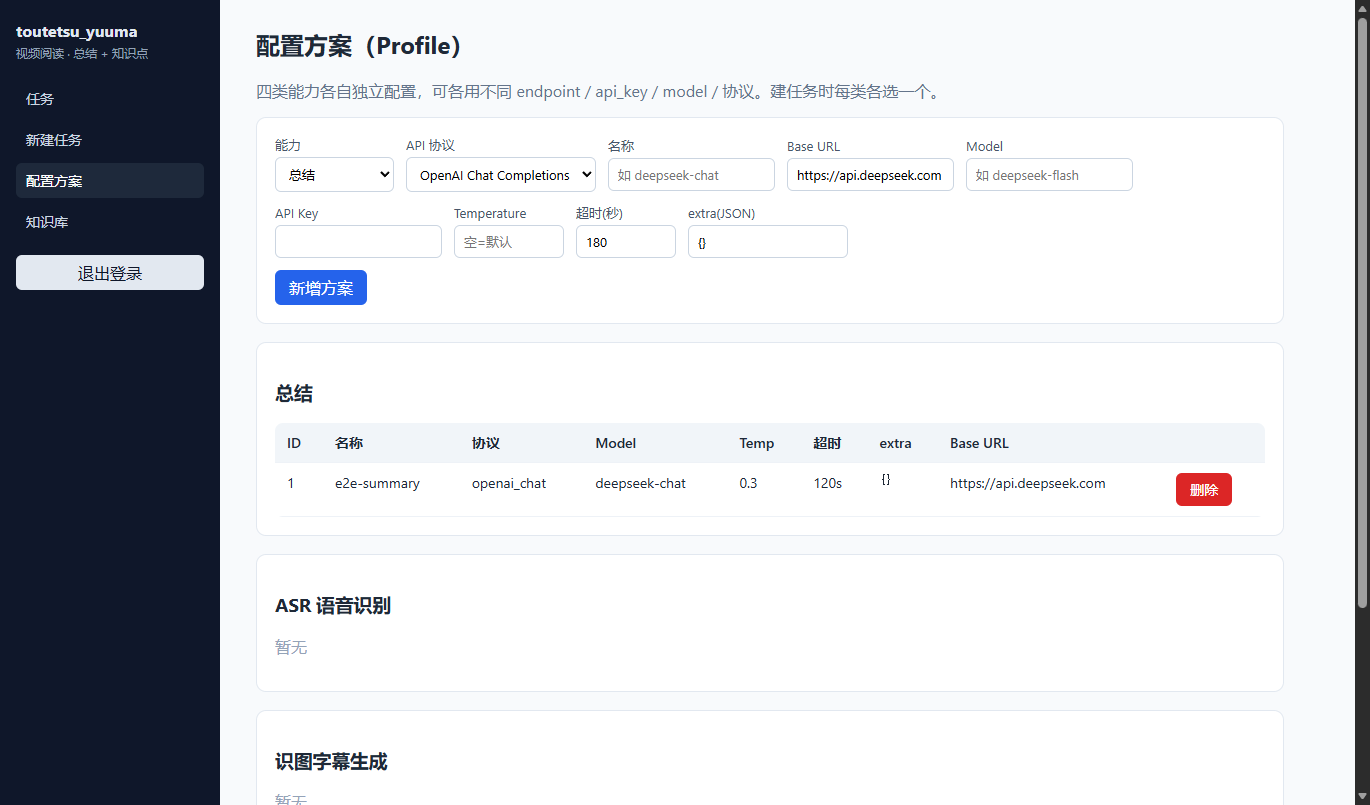 toutetsu_yuuma
视频阅读 · 总结 + 知识点
任务
新建任务
配置方案
知识库
退出登录
配置方案（Profile）
四类能力各自独立配置，可各用不同 endpoint / api_key / model / 协议。建任务时每类各选一个。
能力 API 协议 名称 Base URL Model
总结 OpenAI Chat Completions 如 deepseek-chat https://api.deepseek.com 如 deepseek-flash
API Key Temperature 超时(秒) extra(JSON)
空=默认 180 {}
新增方案
总结
ID 名称 协议 Model Temp 超时 extra Base URL
1 e2e-summary openai_chat deepseek-chat 0.3 120s {} https://api.deepseek.com 删除
ASR 语音识别
暂无
识图字幕生成
暂无